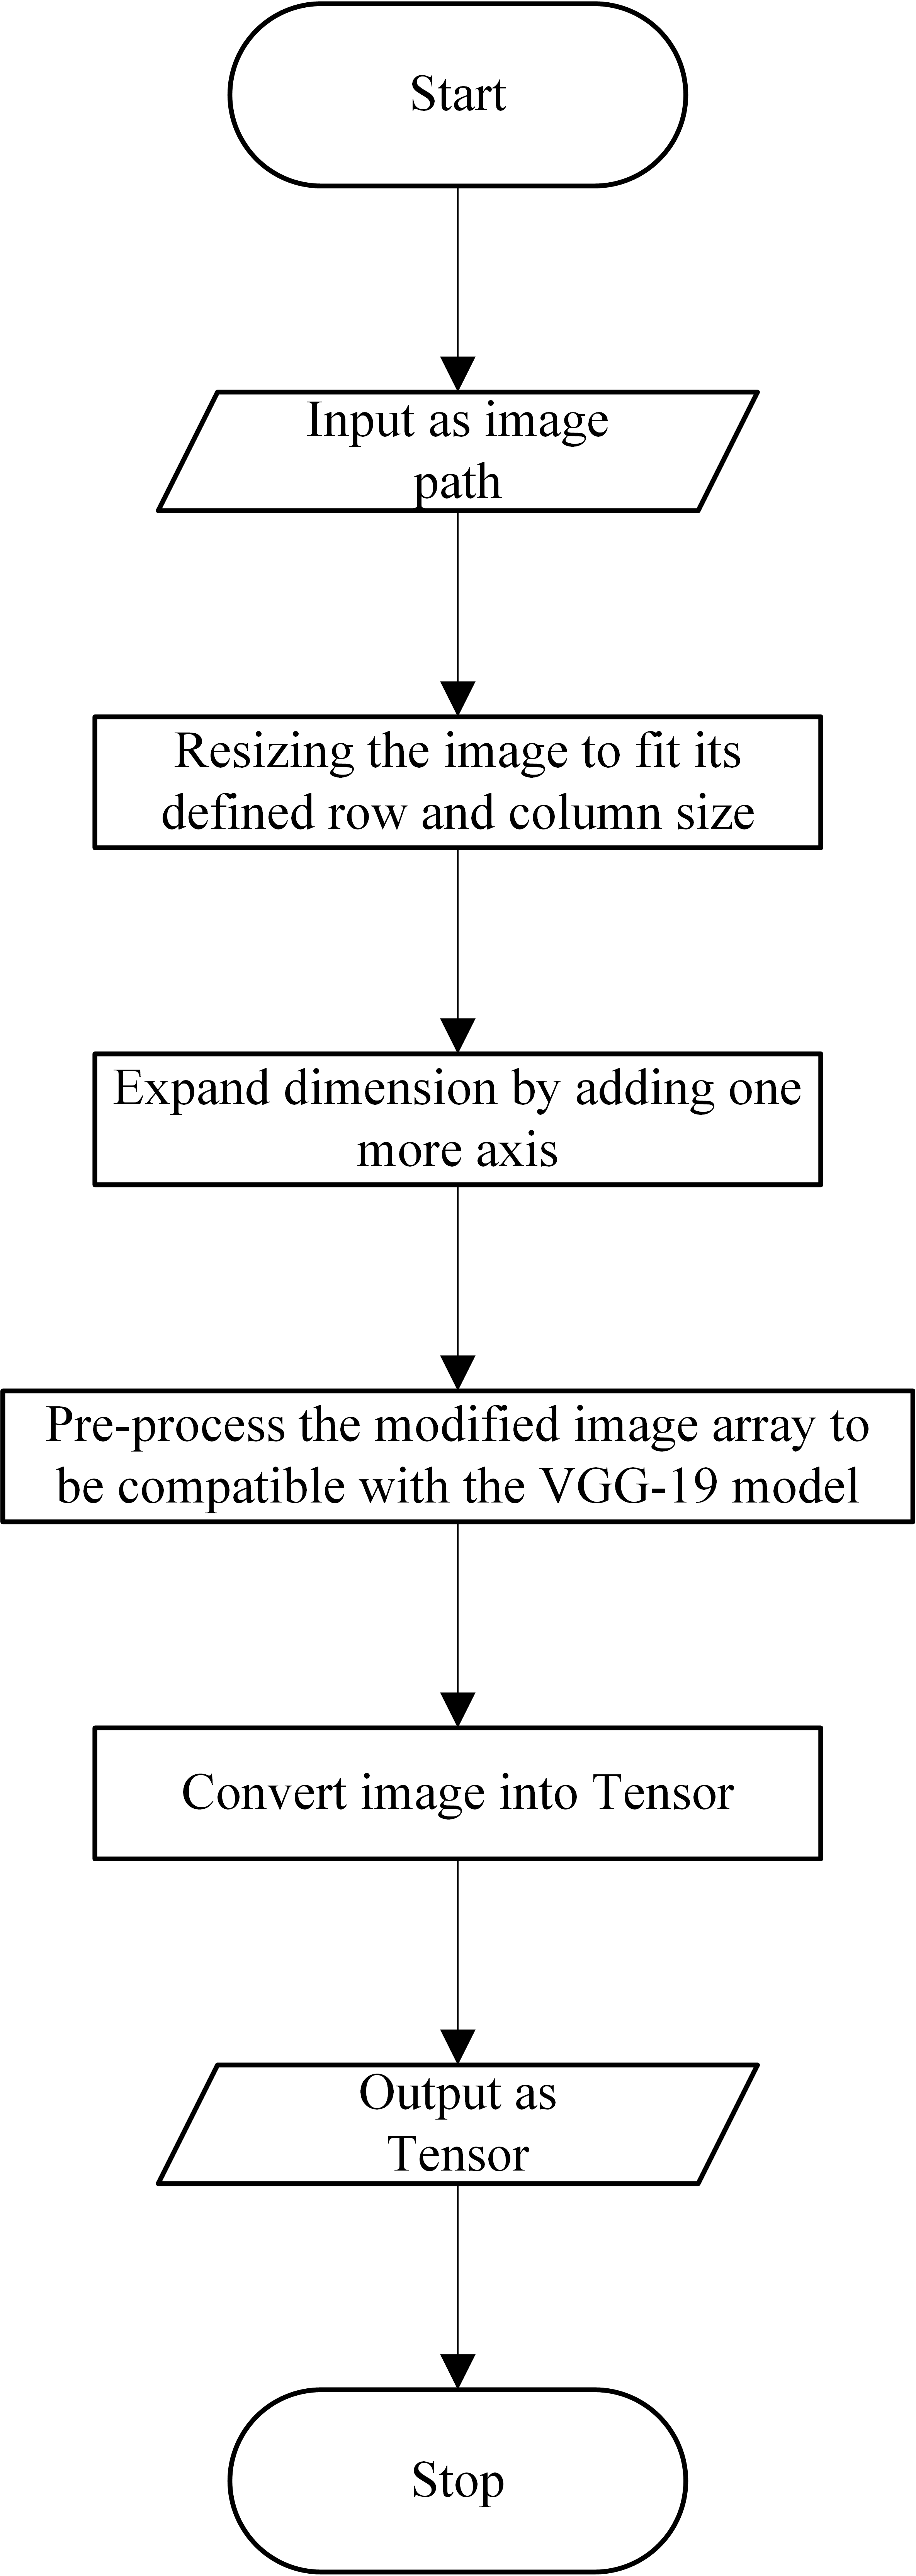 Start
Input as image
path
Resizing the image to fit its
defined row and column size
Expand dimension by adding one
more axis
Pre-process the modified image array to
be compatible with the VGG-19 model
Convert image into Tensor
Output as
Tensor
Stop